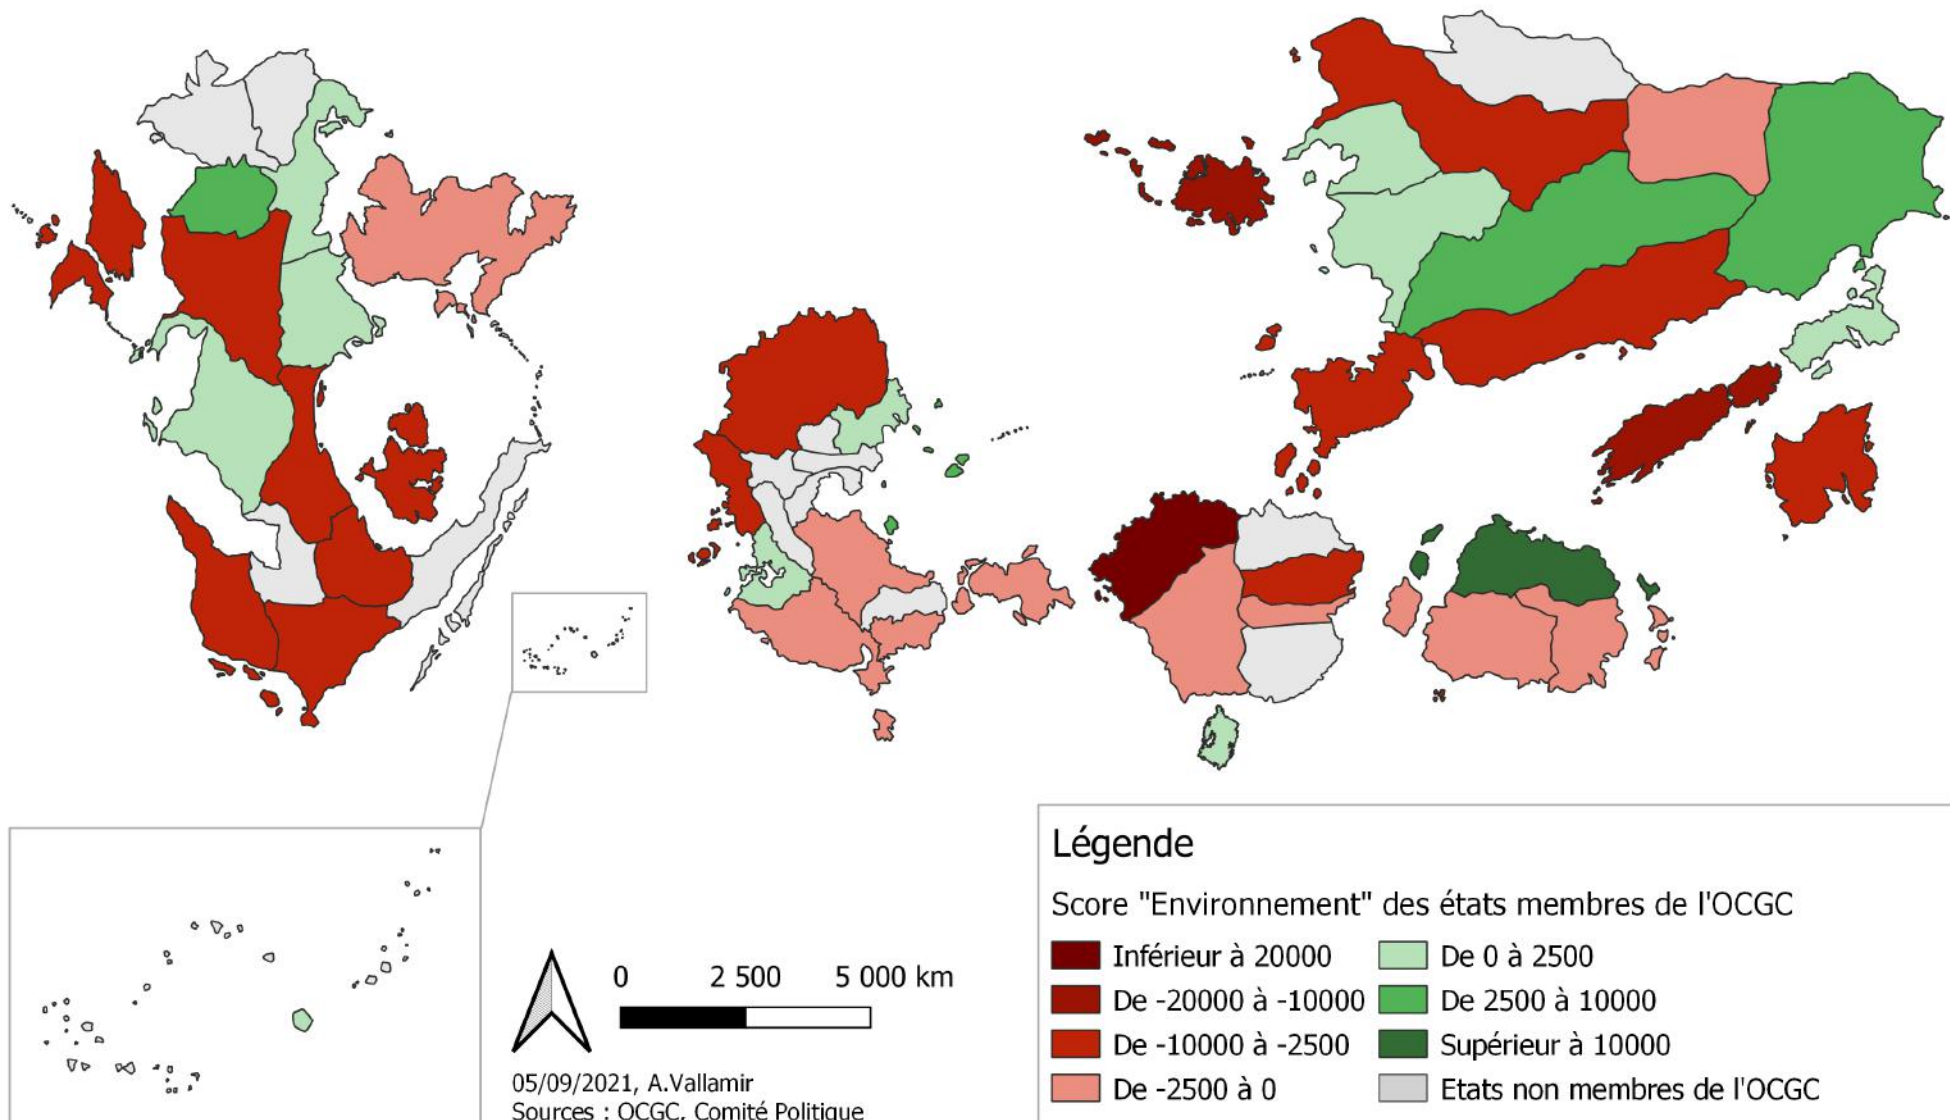 0 2 500 5 000 km
05/09/2021, A.Vallamir
Sources : OCGC, Comité Politique
Légende
Score "Environnement" des états membres de l'OCGC
Inférieur à 20000
De -20000 à -10000
De -10000 à -2500
De -2500 à 0
De 0 à 2500
De 2500 à 10000
Supérieur à 10000
Etats non membres de l'OCGC